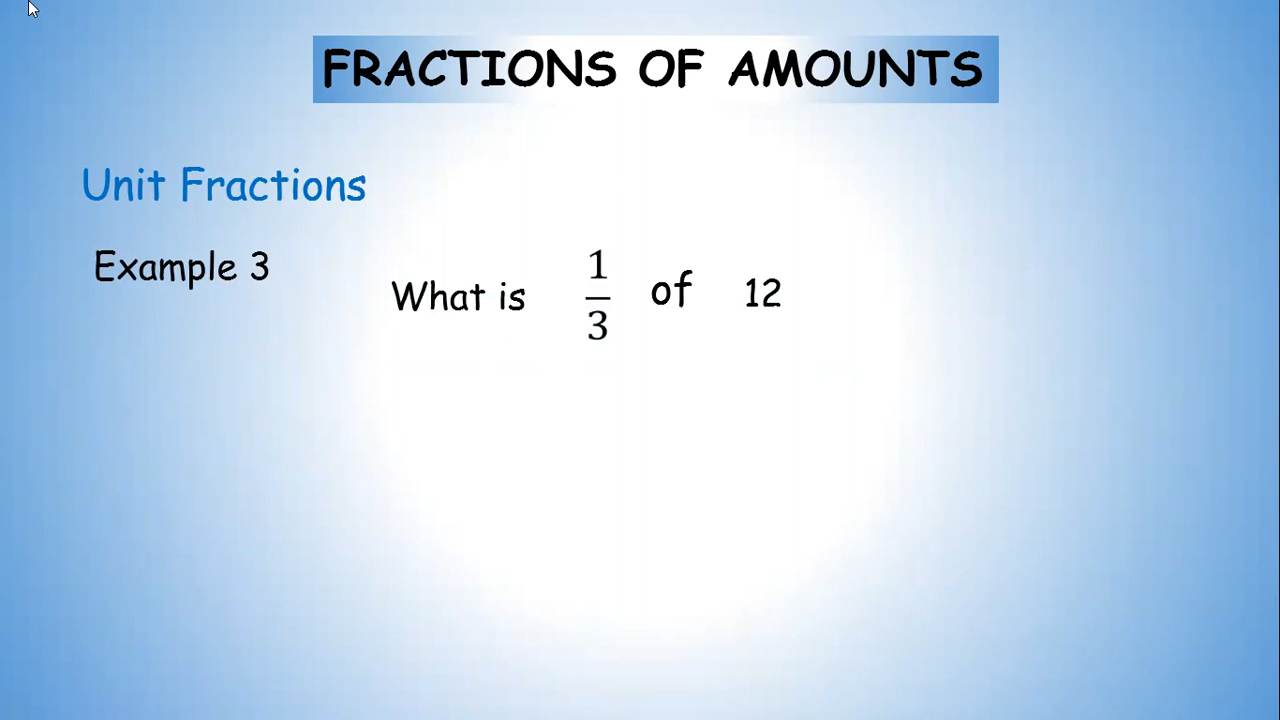 FRACTIONS OF AMOUNTS
Unit Fractions
Example 3
What is 1/3 of 12